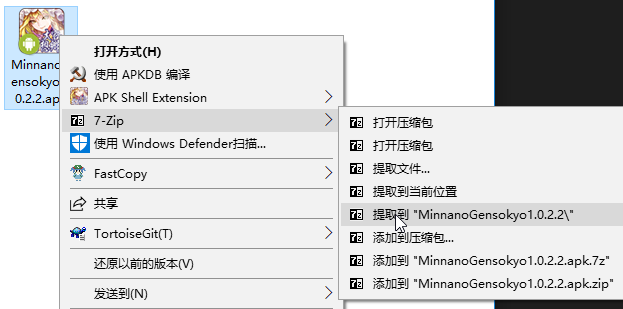 Minnano
ensokyo
0.2.2.ap
打开方式(H)
使用 APKDB 编译
APK Shell Extension
7-Zip
使用 Windows Defender扫描...
FastCopy
共享
TortoiseGit(T)
还原以前的版本(V)
发送到(N)
打开压缩包
打开压缩包
提取文件...
提取到当前位置
提取到 "MinnanoGensokyo1.0.2.2\"
添加到压缩包...
添加到 "MinnanoGensokyo1.0.2.2.apk.7z"
添加到 "MinnanoGensokyo1.0.2.2.apk.zip"